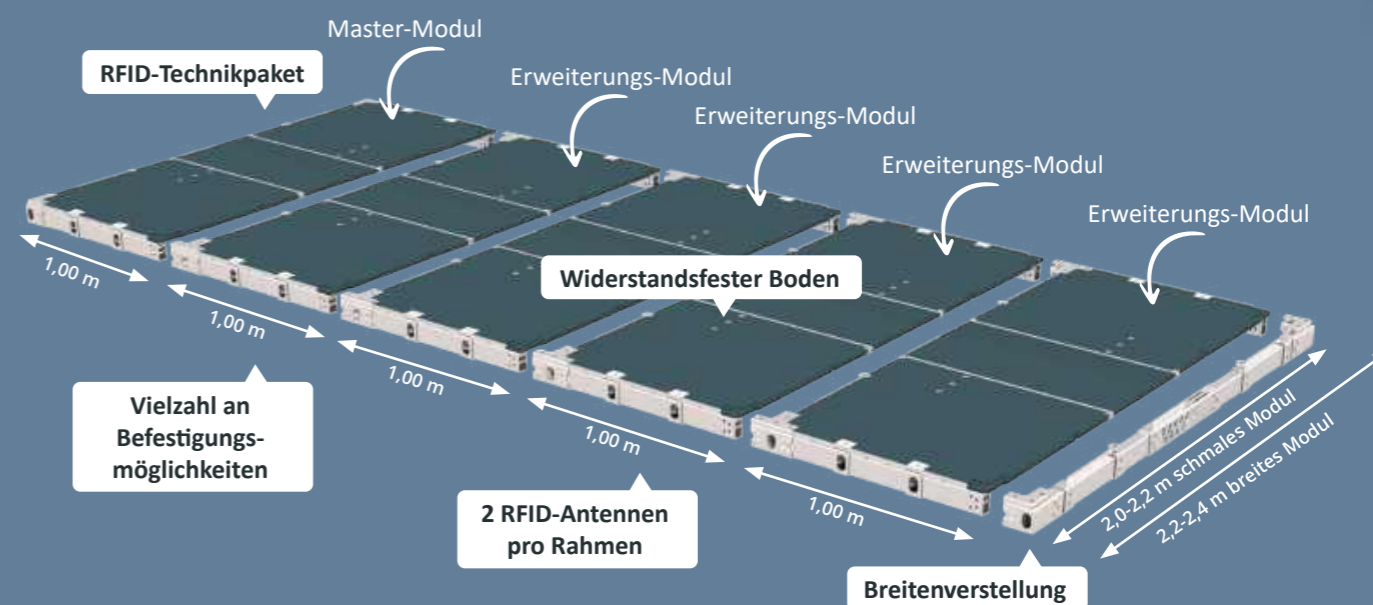 Master-Modul
RFID-Technikpaket
Erweiterungs-Modul
Erweiterungs-Modul
Erweiterungs-Modul
Erweiterungs-Modul
Widerstandsfester Boden
1,00 m
1,00 m
1,00 m
1,00 m
1,00 m
Vielzahl an
Befestigungs-
möglichkeiten
2 RFID-Antennen
pro Rahmen
2,0-2,2 m schmales Modul
2,2-2,4 m breites Modul
Breitenverstellung